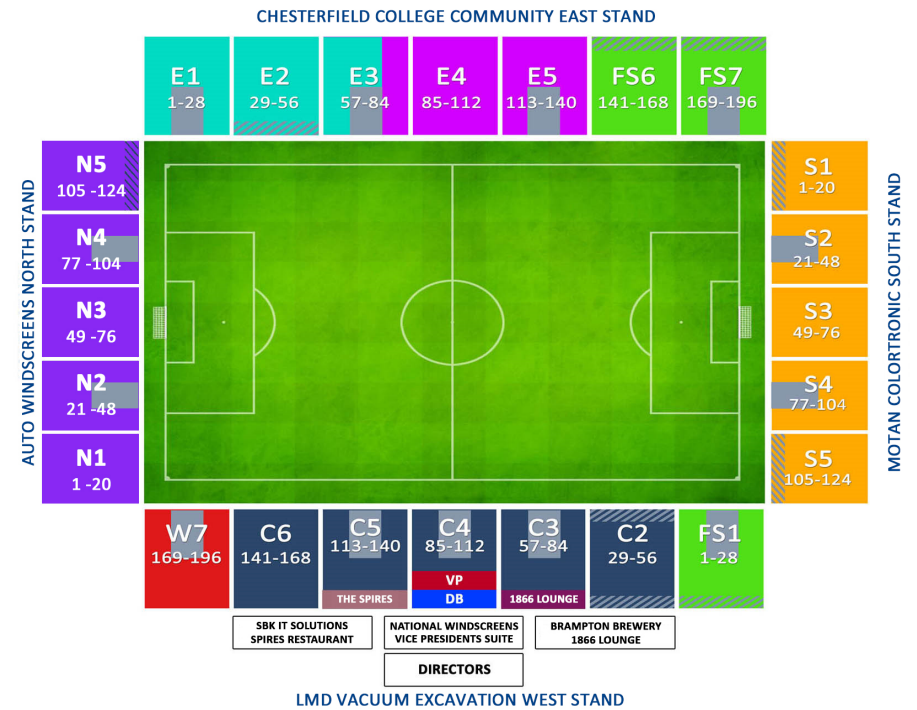 CHESTERFIELD COLLEGE COMMUNITY EAST STAND
E1
1-28
E2
29-56
E3
57-84
E4
85-112
E5
113-140
FS6
141-168
FS7
169-196
AUTO WINDSCREENS NORTH STAND
N5
105 -124
N4
77 -104
N3
49 -76
N2
21 -48
N1
1 -20
S1
1-20
S2
21-48
S3
49-76
S4
77-104
S5
105-124
MOTAN COLORTRONIC SOUTH STAND
W7
169-196
C6
141-168
C5
113-140
THE SPIRES
C4
85-112
VP
DB
C3
57-84
1866 LOUNGE
C2
29-56
FS1
1-28
SBK IT SOLUTIONS
SPIRES RESTAURANT
NATIONAL WINDSCREENS
VICE PRESIDENTS SUITE
BRAMPTON BREWERY
1866 LOUNGE
DIRECTORS
LMD VACUUM EXCAVATION WEST STAND